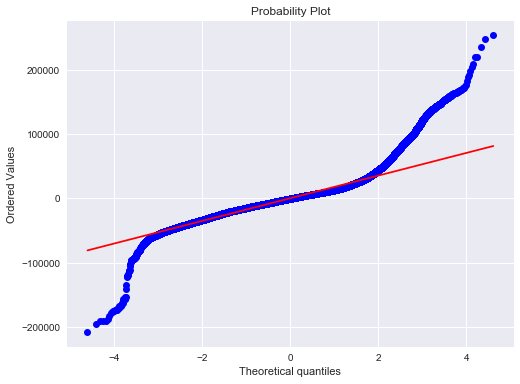 Probability Plot
200000
100000
0
−100000
−200000
Ordered Values
−4 −2 0 2 4
Theoretical quantiles